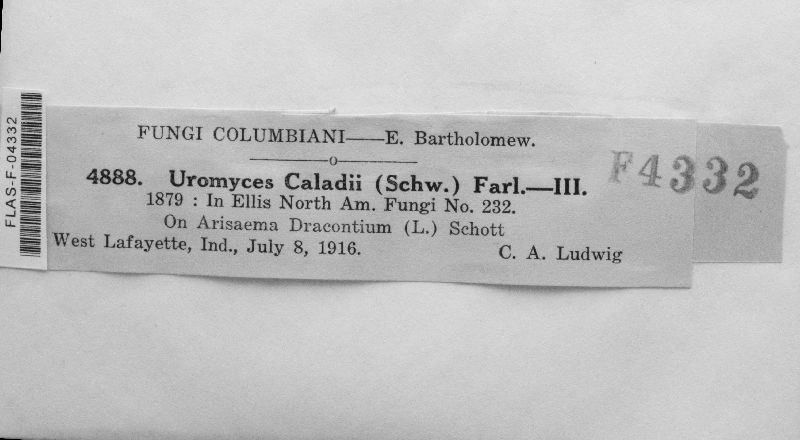 FUNGI COLUMBIANI——E. Bartholomew.
4888. Uromyces Caladii (Schw.) Farl.—III.
1879 : In Ellis North Am. Fungi No. 232.
On Arisaema Dracontium (L.) Schott
West Lafayette, Ind., July 8, 1916. C. A. Ludwig
F4332
FLAS-F-04332